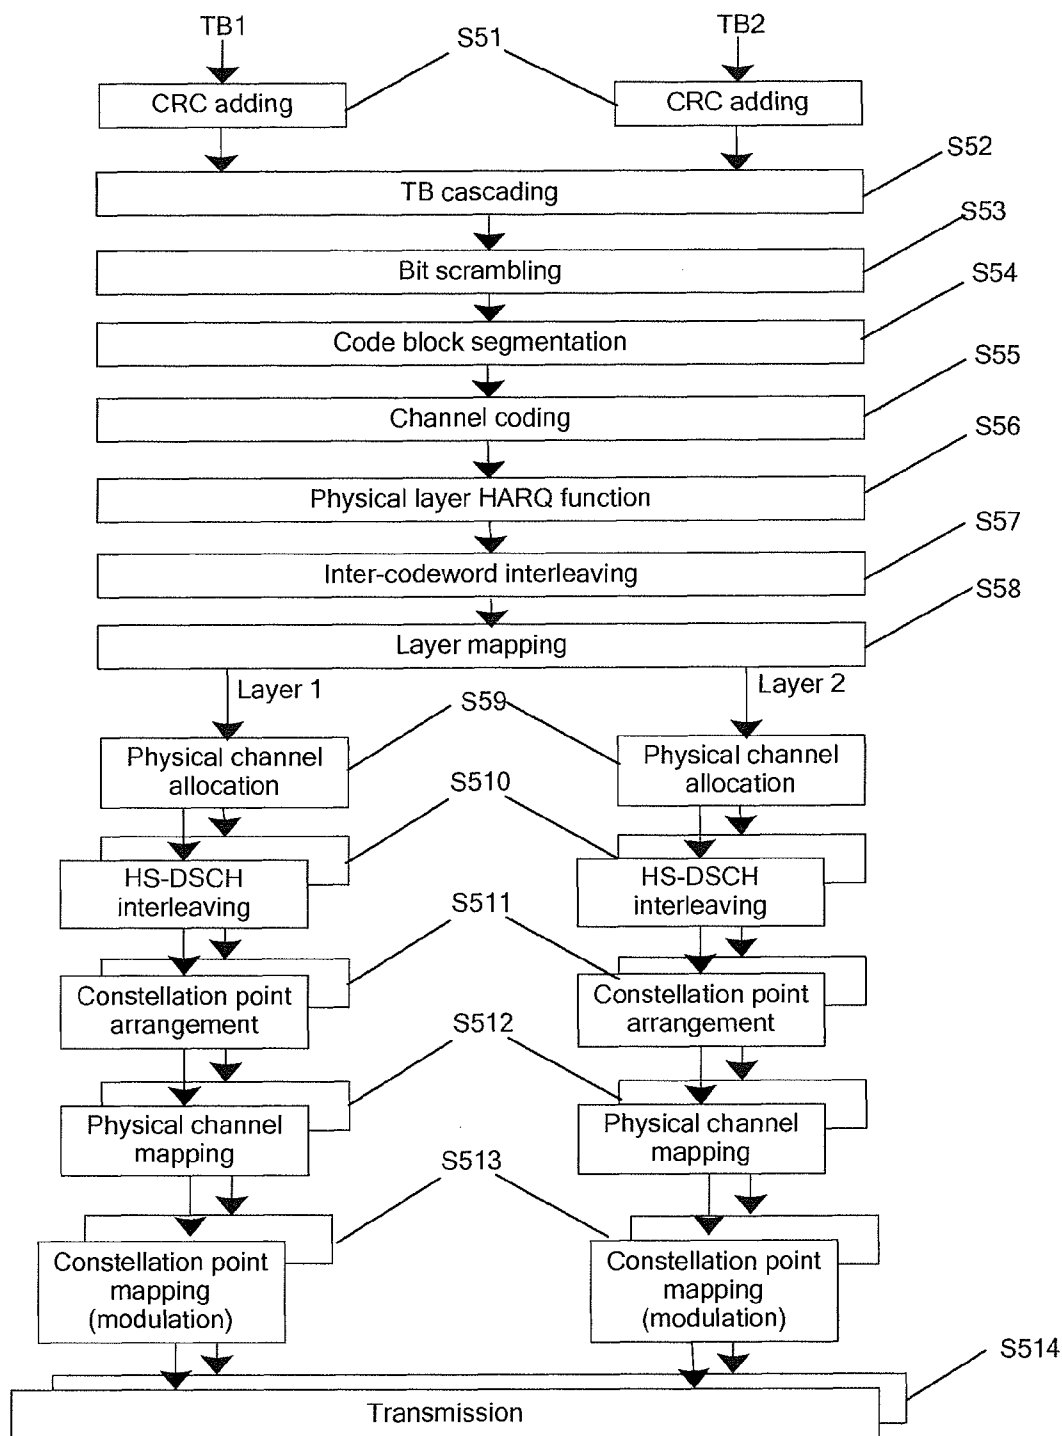 TB1
TB2
S51
CRC adding
CRC adding
S52
TB cascading
S53
Bit scrambling
S54
Code block segmentation
S55
Channel coding
S56
Physical layer HARQ function
S57
Inter-codeword interleaving
S58
Layer mapping
Layer 1
Layer 2
S59
Physical channel
allocation
Physical channel
allocation
S510
HS-DSCH
interleaving
HS-DSCH
interleaving
S511
Constellation point
arrangement
Constellation point
arrangement
S512
Physical channel
mapping
Physical channel
mapping
S513
Constellation point
mapping
(modulation)
Constellation point
mapping
(modulation)
S514
Transmission